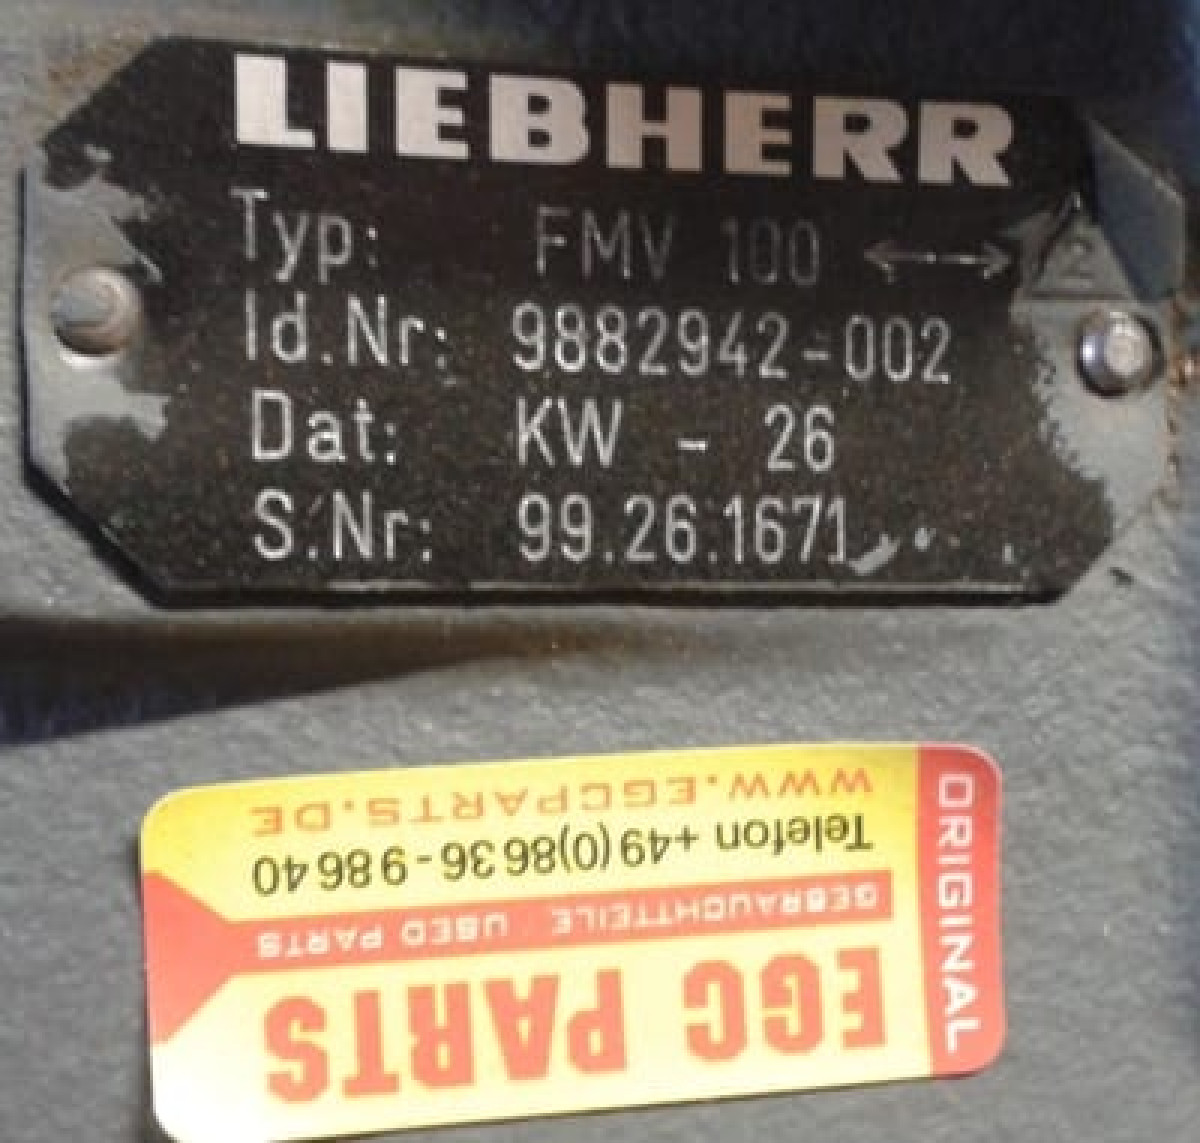 LIEBHERR
Typ: FMV 100 ←→ 2
Id.Nr: 9882942-002
Dat: KW - 26
S.Nr: 99.26.1671
EGC PARTS
GEBRAUCHTTEILE USED PARTS
Telefon +49(0)8636-98640
WWW.EGCPARTS.DE
ORIGINAL